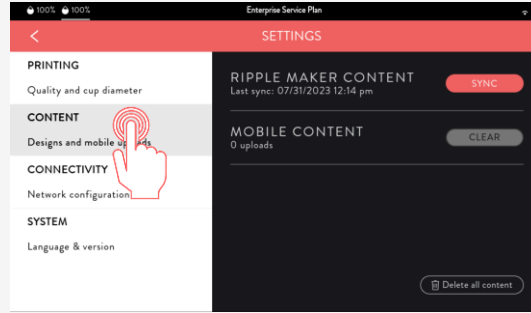 100% 100% Enterprise Service Plan
< SETTINGS
PRINTING
Quality and cup diameter
CONTENT
Designs and mobile uploads
CONNECTIVITY
Network configuration
SYSTEM
Language & version
RIPPLE MAKER CONTENT
Last sync: 07/31/2023 12:14 pm
SYNC
MOBILE CONTENT
0 uploads
CLEAR
Delete all content